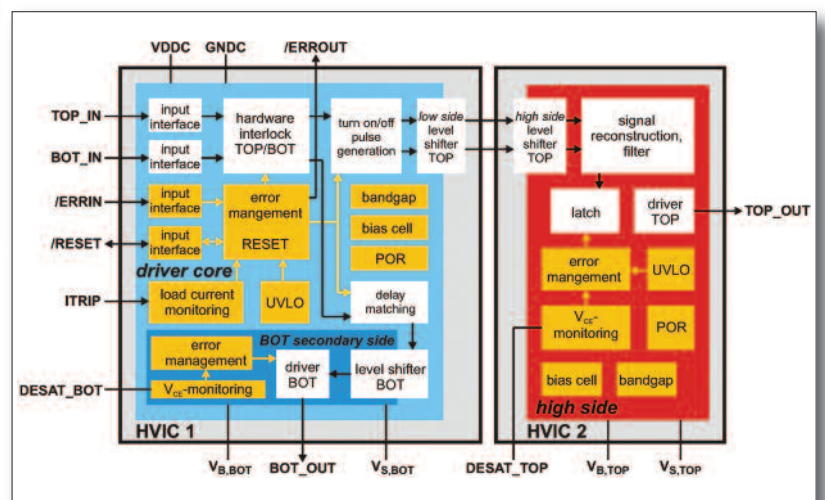 VDDC GNDC /ERROUT
TOP_IN
BOT_IN
/ERRIN
/RESET
ITRIP
DESAT_BOT
input
interface
input
interface
input
interface
input
interface
hardware
interlock
TOP/BOT
turn on/off
pulse
generation
low side
level
shifter
TOP
error
mangement
RESET
bandgap
bias cell
POR
driver core
load current
monitoring
UVLO
delay
matching
BOT secondary side
error
management
VCE-monitoring
driver
BOT
level shifter
BOT
HVIC 1
VB,BOT BOT_OUT VS,BOT
high side
level
shifter
TOP
signal
reconstruction,
filter
latch
driver
TOP
TOP_OUT
error
mangement
UVLO
VCE-
monitoring
POR
bias cell
bandgap
high side
HVIC 2
DESAT_TOP VB,TOP VS,TOP